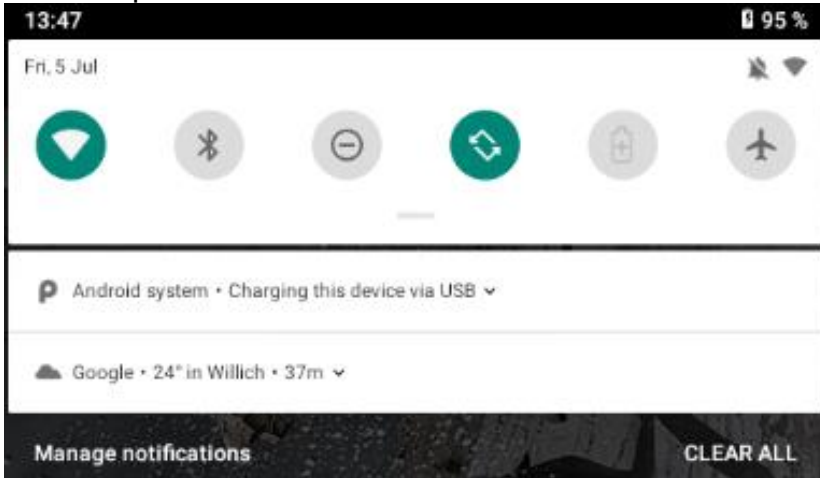 13:47
95 %
Fri, 5 Jul
Android system • Charging this device via USB
Google • 24° in Willich • 37m
Manage notifications
CLEAR ALL